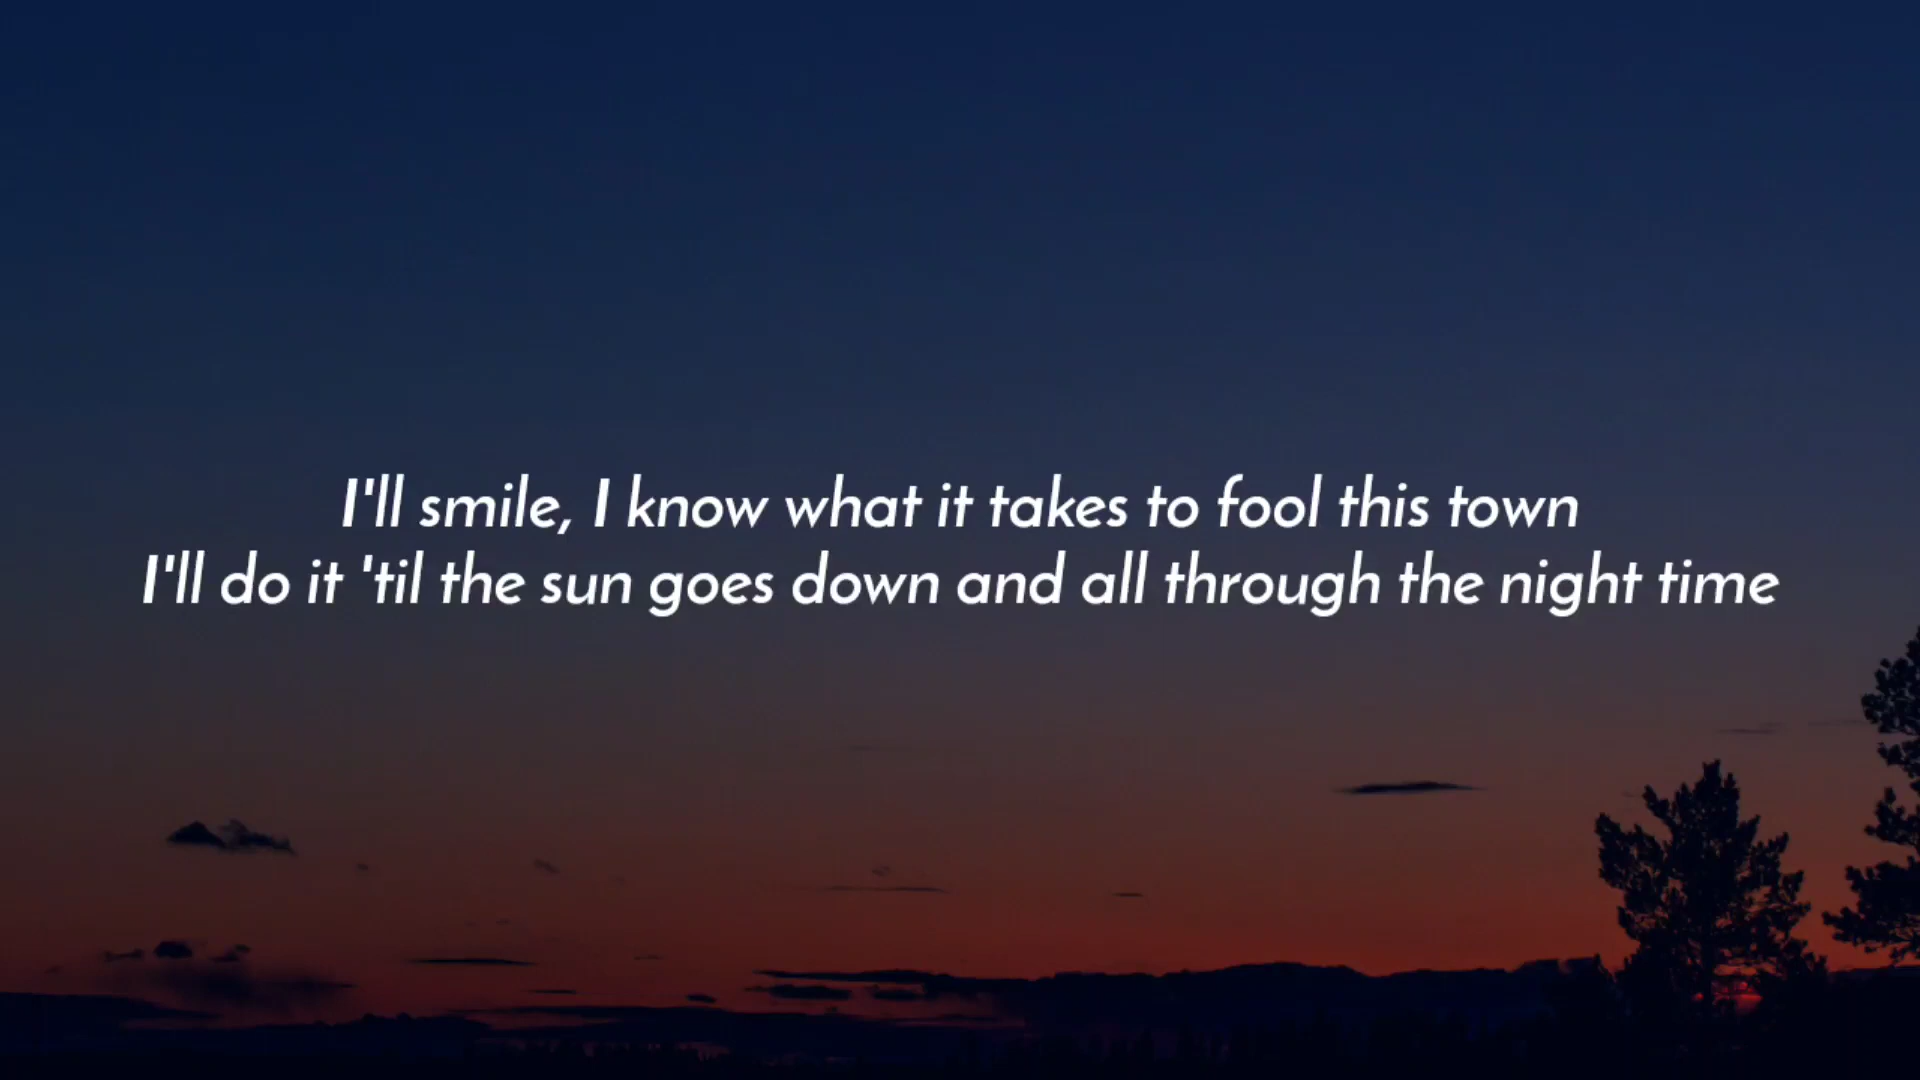 I'll smile, I know what it takes to fool this town
I'll do it 'til the sun goes down and all through the night time